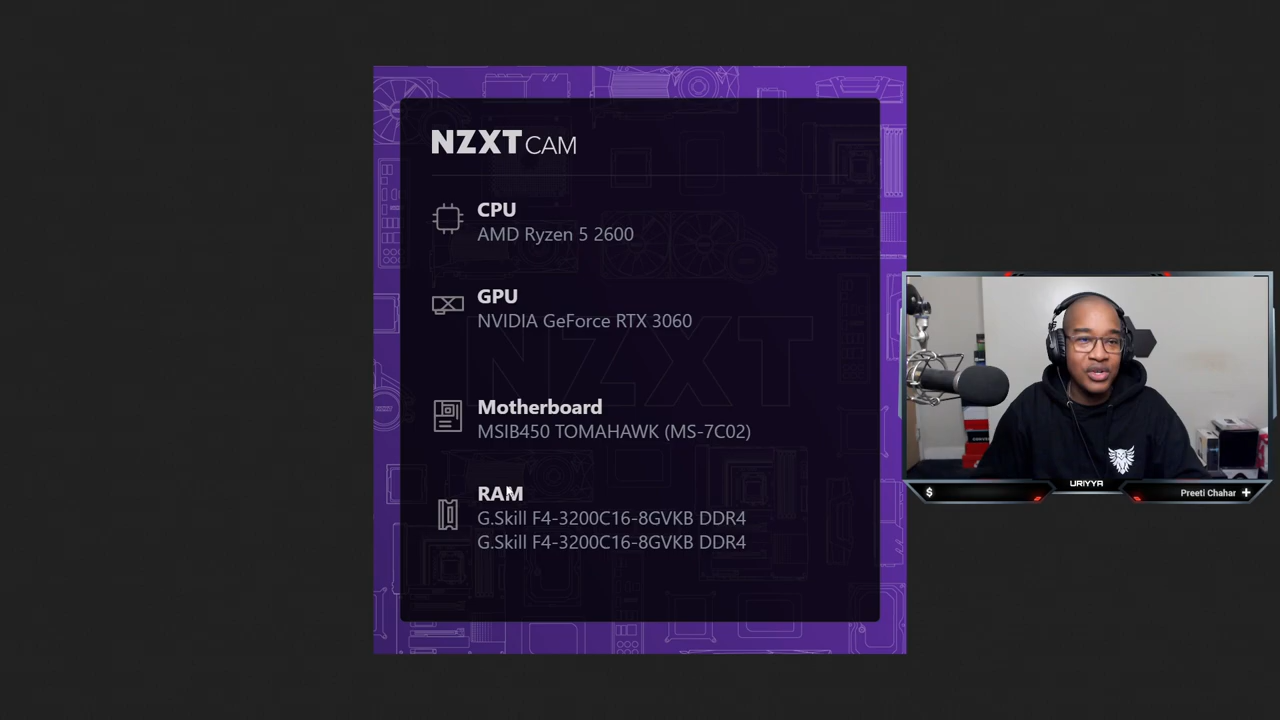 NZXT CAM
CPU
AMD Ryzen 5 2600
GPU
NVIDIA GeForce RTX 3060
NZXT
Motherboard
MSIB450 TOMAHAWK (MS-7C02)
RAM
G.Skill F4-3200C16-8GVKB DDR4
G.Skill F4-3200C16-8GVKB DDR4
URIYYA
$
Preeti Chahar